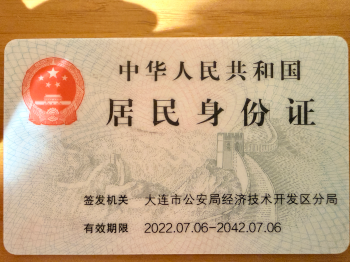 中华人民共和国
居民身份证
签发机关 大连市公安局经济技术开发区分局
有效期限 2022.07.06-2042.07.06